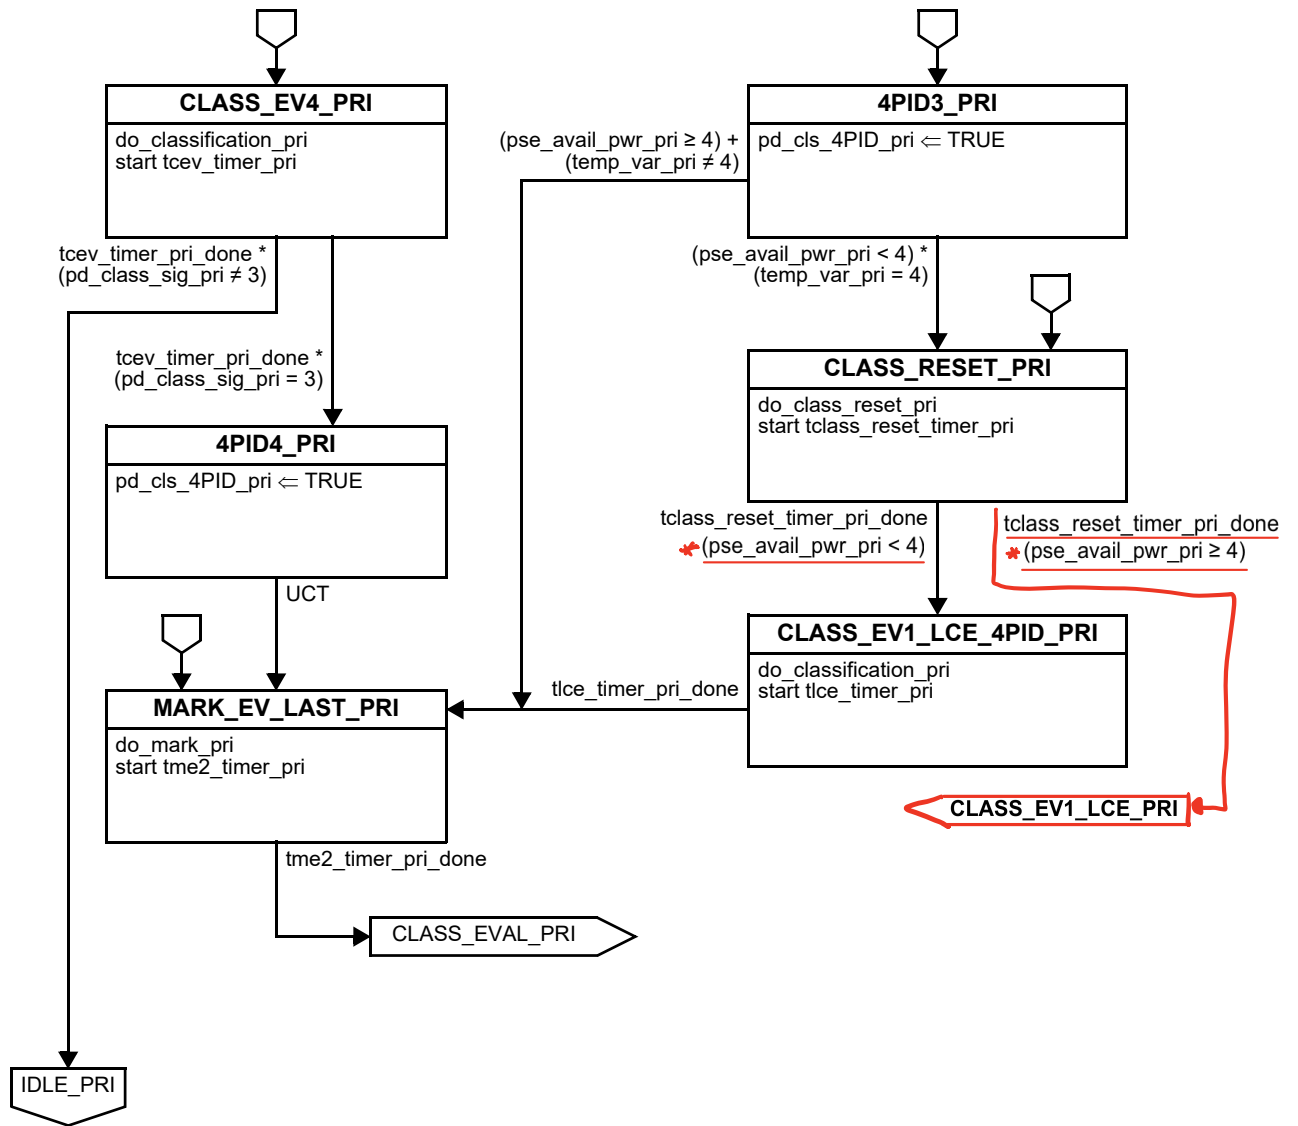 CLASS_EV4_PRI
do_classification_pri
start tcev_timer_pri
tcev_timer_pri_done *
(pd_class_sig_pri ≠ 3)
tcev_timer_pri_done *
(pd_class_sig_pri = 3)
4PID4_PRI
pd_cls_4PID_pri ⇐ TRUE
UCT
MARK_EV_LAST_PRI
do_mark_pri
start tme2_timer_pri
tme2_timer_pri_done
CLASS_EVAL_PRI
IDLE_PRI
4PID3_PRI
pd_cls_4PID_pri ⇐ TRUE
(pse_avail_pwr_pri ≥ 4) +
(temp_var_pri ≠ 4)
(pse_avail_pwr_pri < 4) *
(temp_var_pri = 4)
CLASS_RESET_PRI
do_class_reset_pri
start tclass_reset_timer_pri
tclass_reset_timer_pri_done
*(pse_avail_pwr_pri < 4)
tclass_reset_timer_pri_done
*(pse_avail_pwr_pri ≥ 4)
CLASS_EV1_LCE_4PID_PRI
do_classification_pri
start tlce_timer_pri
tlce_timer_pri_done
CLASS_EV1_LCE_PRI